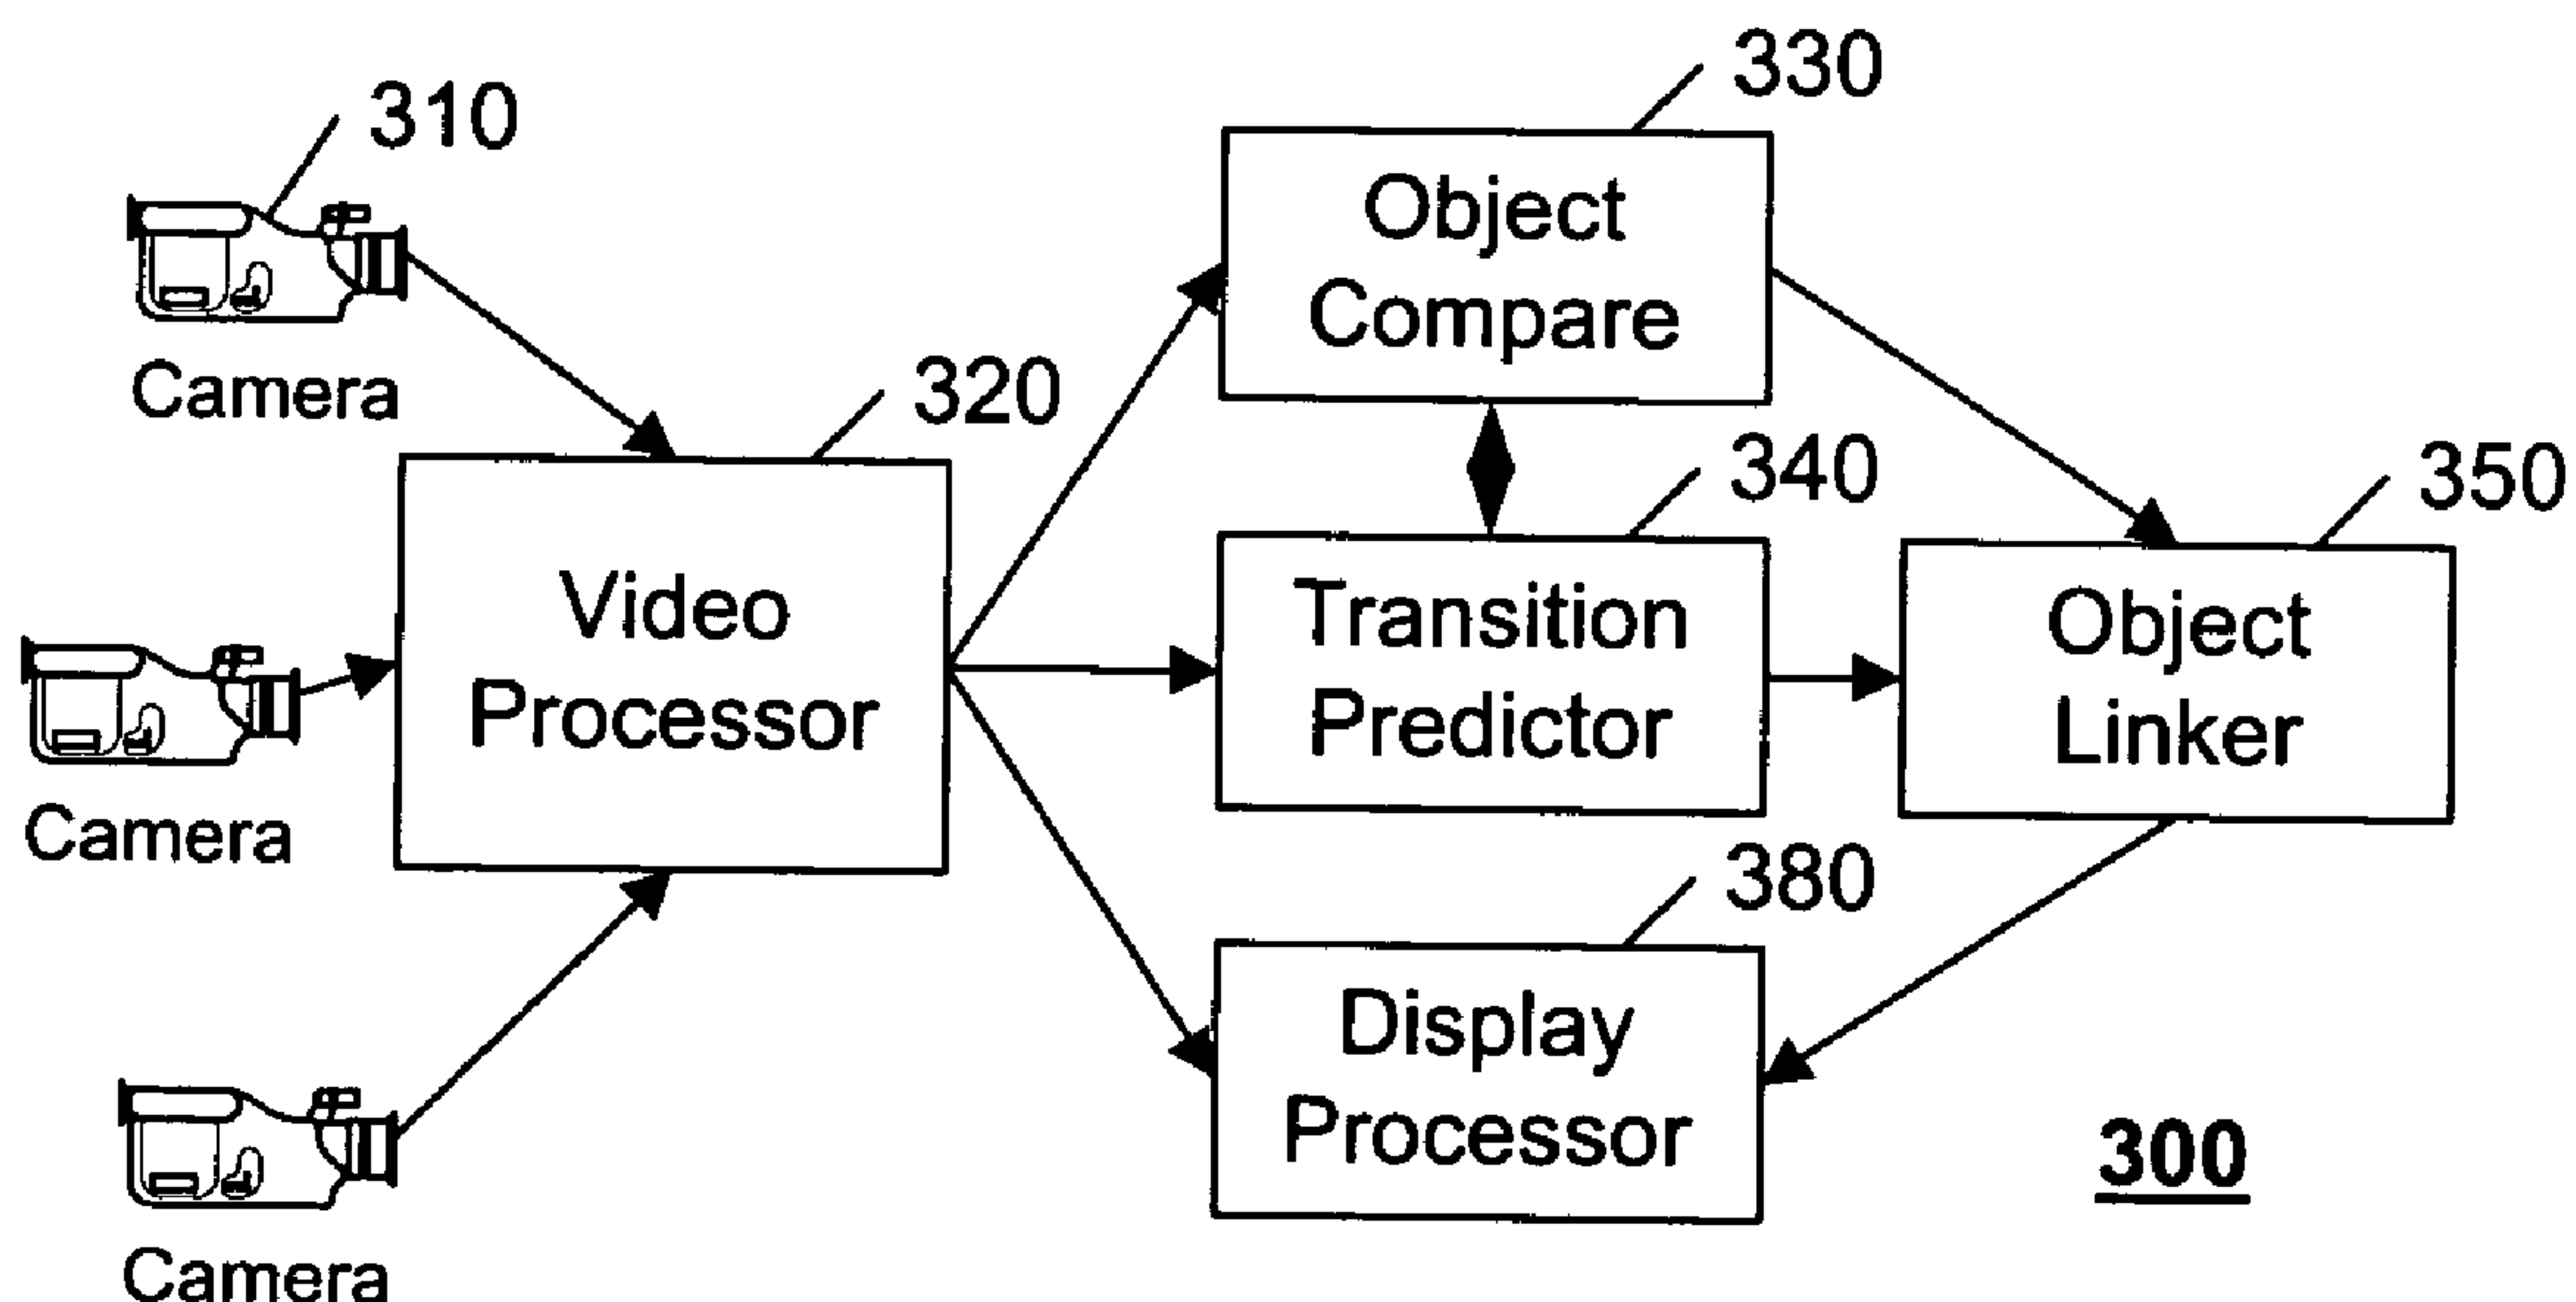 310
Camera
320
Video
Processor
Camera
Camera
330
Object
Compare
340
Transition
Predictor
350
Object
Linker
380
Display
Processor
300